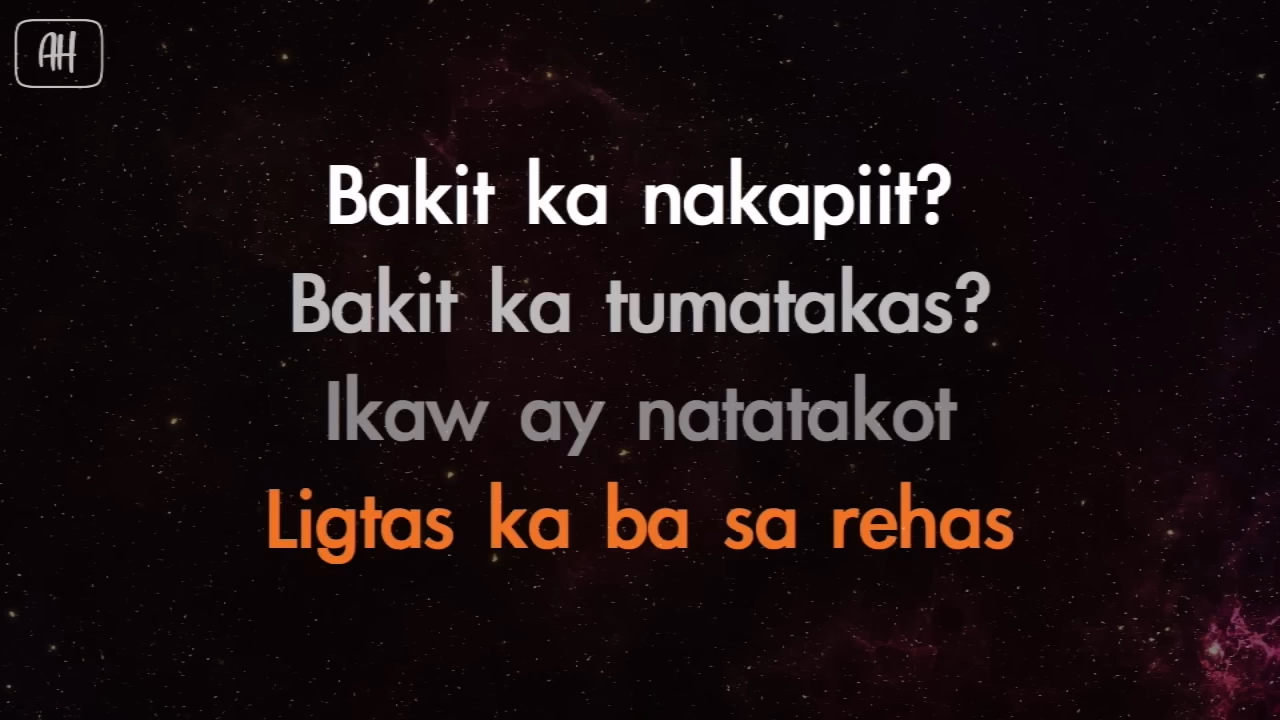 AH
Bakit ka nakapiit?
Bakit ka tumatakas?
Ikaw ay natatakot
Ligtas ka ba sa rehas